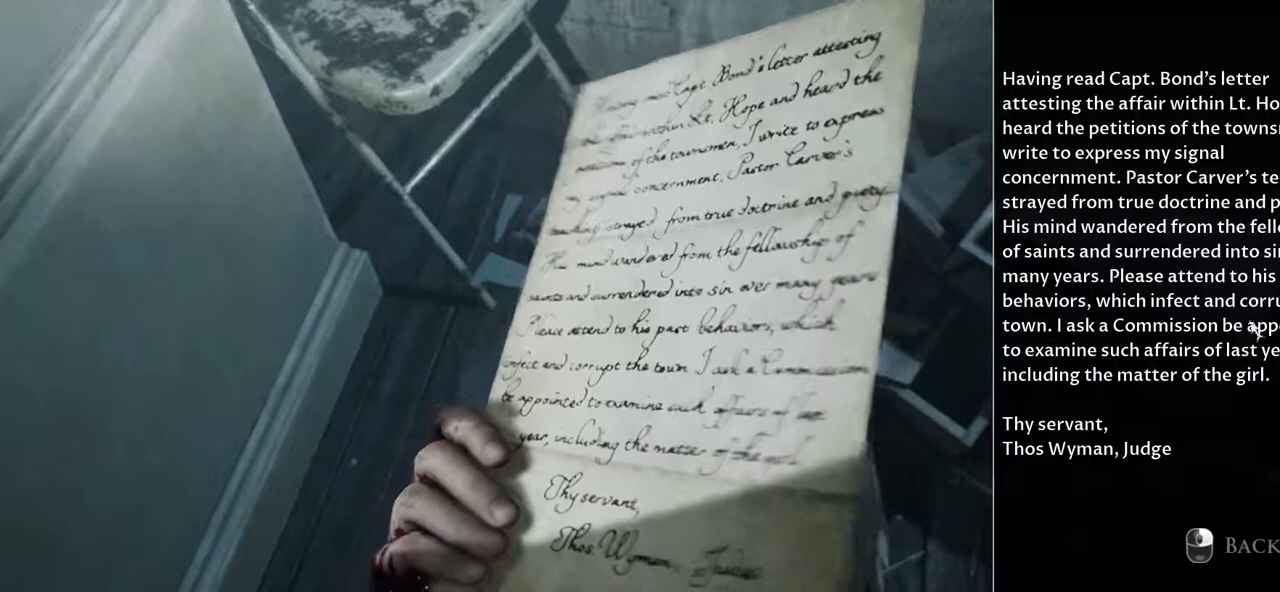 Having read Capt Bond's letter attesting
the affair within Lt. Hope and heard the
petitions of the townsmen, I write to express
my signal concernment. Pastor Carver's
teaching strayed from true doctrine and piety.
His mind wandered from the fellowship of
saints and surrendered into sin over many years
Please attend to his past behaviors, which
infect and corrupt the town I ask a Commission
be appointed to examine such affairs of last
year, including the matter of the girl
Thy servant,
Thos. Wyman, Judge
Having read Capt. Bond's letter
attesting the affair within Lt. Ho
heard the petitions of the towns
write to express my signal
concernment. Pastor Carver's te
strayed from true doctrine and p
His mind wandered from the fell
of saints and surrendered into si
many years. Please attend to his
behaviors, which infect and corru
town. I ask a Commission be app
to examine such affairs of last ye
including the matter of the girl.
Thy servant,
Thos Wyman, Judge
BACK